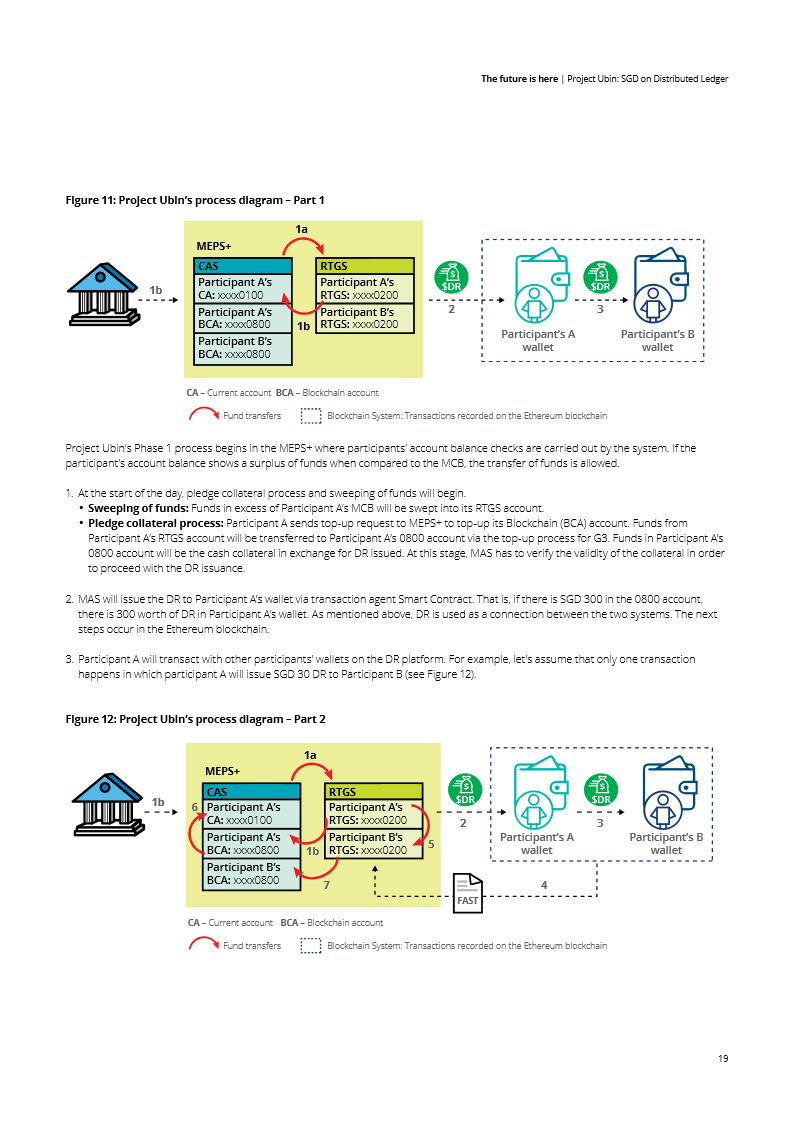 The future is here | Project Ubin: SGD on Distributed Ledger
Figure 11: Project Ubin's process diagram – Part 1
1a
MEPS+
CAS
RTGS
Participant A's
CA: xxxx0100
Participant A's
RTGS: xxxx0200
Participant A's
BCA: xxxx0800
Participant B's
RTGS: xxxx0200
Participant B's
BCA: xxxx0800
1b
1b
$DR
2
$DR
3
Participant's A
wallet
Participant's B
wallet
CA – Current account BCA – Blockchain account
Fund transfers
Blockchain System: Transactions recorded on the Ethereum blockchain
Project Ubin's Phase 1 process begins in the MEPS+ where participants' account balance checks are carried out by the system. If the
participant's account balance shows a surplus of funds when compared to the MCB, the transfer of funds is allowed.
1. At the start of the day, pledge collateral process and sweeping of funds will begin.
• Sweeping of funds: Funds in excess of Participant A's MCB will be swept into its RTGS account.
• Pledge collateral process: Participant A sends top-up request to MEPS+ to top-up its Blockchain (BCA) account. Funds from
Participant A's RTGS account will be transferred to Participant A's 0800 account via the top-up process for G3. Funds in Participant A's
0800 account will be the cash collateral in exchange for DR issued. At this stage, MAS has to verify the validity of the collateral in order
to proceed with the DR issuance.
2. MAS will issue the DR to Participant A's wallet via transaction agent Smart Contract. That is, if there is SGD 300 in the 0800 account,
there is 300 worth of DR in Participant A's wallet. As mentioned above, DR is used as a connection between the two systems. The next
steps occur in the Ethereum blockchain.
3. Participant A will transact with other participants' wallets on the DR platform. For example, let's assume that only one transaction
happens in which participant A will issue SGD 30 DR to Participant B (see Figure 12).
Figure 12: Project Ubin's process diagram – Part 2
1a
MEPS+
CAS
RTGS
1b
6
Participant A's
CA: xxxx0100
Participant A's
RTGS: xxxx0200
Participant A's
BCA: xxxx0800
Participant B's
RTGS: xxxx0200
Participant B's
BCA: xxxx0800
1b
5
7
$DR
2
$DR
3
Participant's A
wallet
Participant's B
wallet
FAST
4
CA – Current account BCA – Blockchain account
Fund transfers
Blockchain System: Transactions recorded on the Ethereum blockchain
19